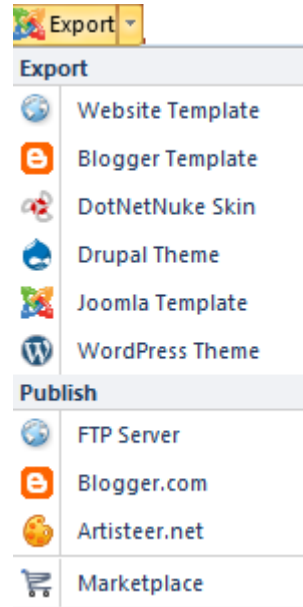 Export
Export
Website Template
Blogger Template
DotNetNuke Skin
Drupal Theme
Joomla Template
WordPress Theme
Publish
FTP Server
Blogger.com
Artisteer.net
Marketplace